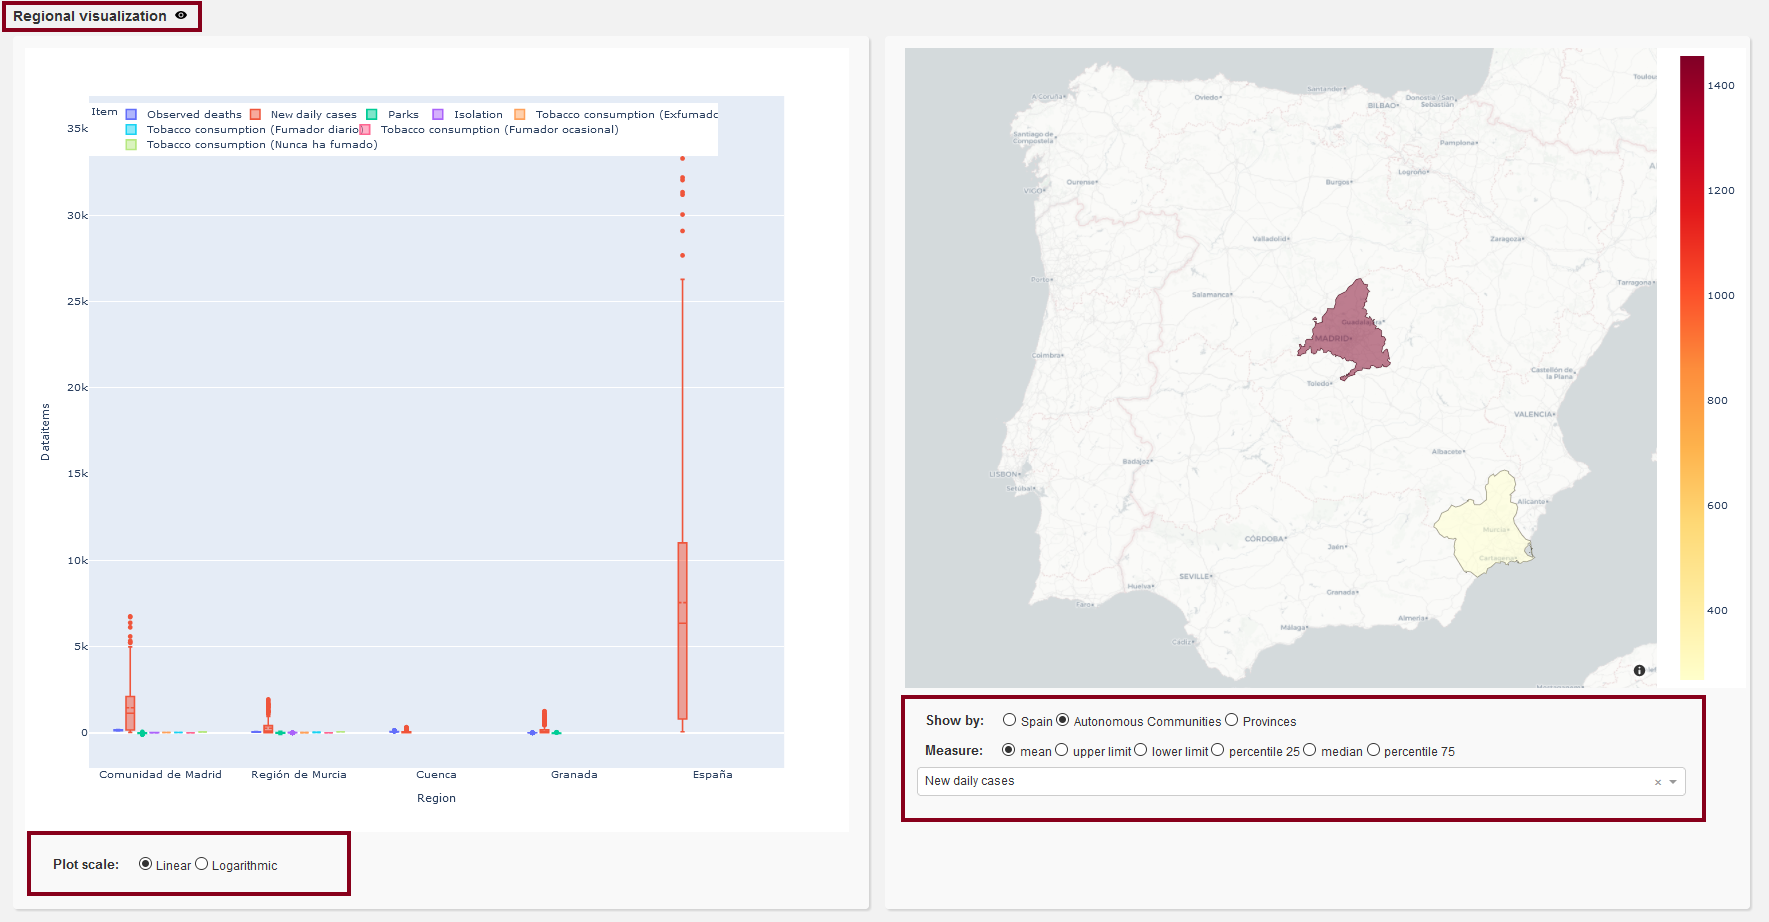 Regional visualization
Item
Observed deaths
New daily cases
Parks
Isolation
Tobacco consumption (Exfumado
Tobacco consumption (Fumador diario
Tobacco consumption (Fumador ocasional)
Tobacco consumption (Nunca ha fumado)
35k
30k
25k
20k
15k
10k
5k
0
Dataitems
Comunidad de Madrid
Región de Murcia
Cuenca
Granada
España
Region
Plot scale:
Linear
Logarithmic
A Coruña
Oviedo
Santander
BILBAO
Donostia / San
Sebastián
Toulou
Santiago de
Compostela
Pamplona
Logroño
VIGO
Ourense
Burgos
Valladolid
Zaragoza
Porto
Salamanca
Tarragona
Guadalajara
MADRID
Coimbra
Toledo
Castellón de
la Plana
VALENCIA
Albacete
Badajoz
LISBON
Setúbal
Alicante
Murcia
Cartagena
CÓRDOBA
Jaén
SEVILLE
Huelva
Granada
Faro
Almería
Málaga
Cadiz
1400
1200
1000
800
600
400
Show by: Spain Autonomous Communities Provinces
Measure: mean upper limit lower limit percentile 25 median percentile 75
New daily cases ×